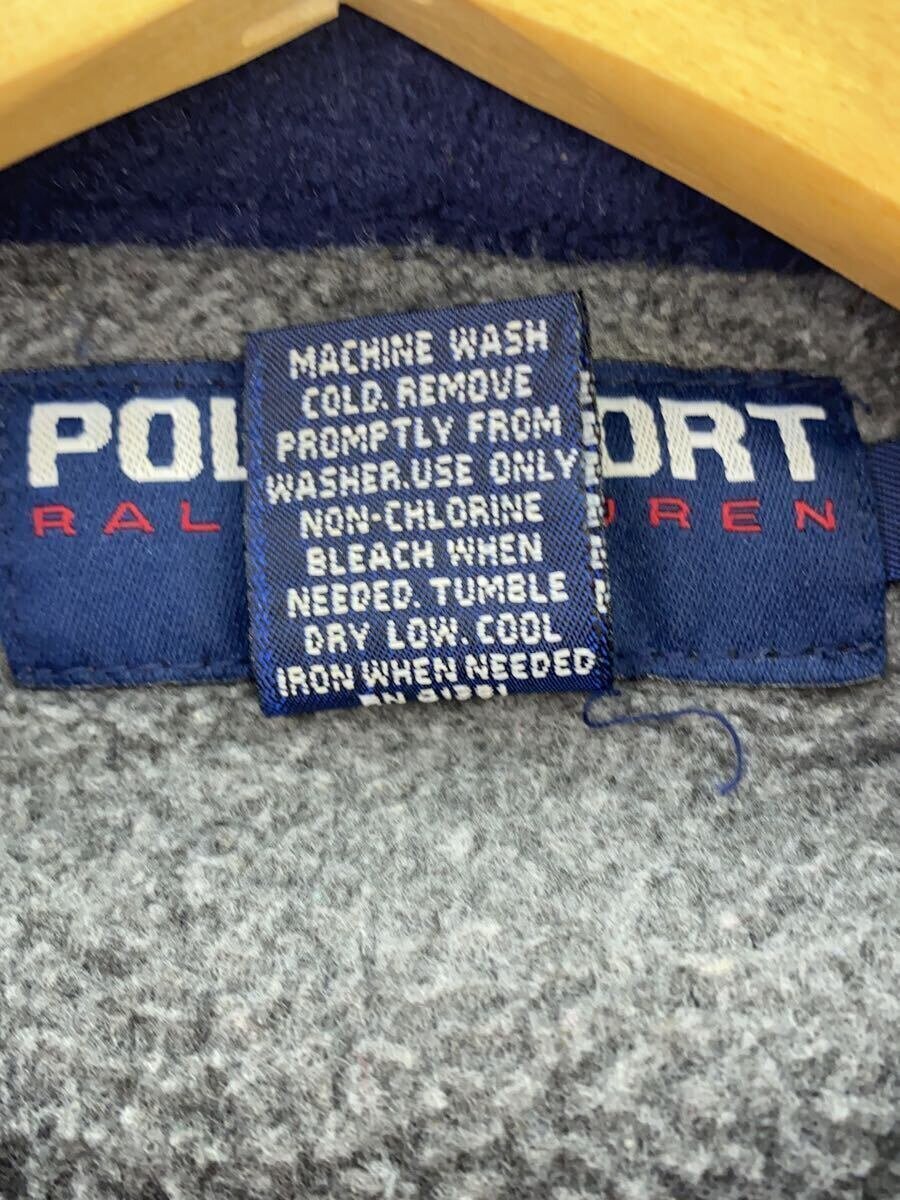 MACHINE WASH
COLD. REMOVE
PROMPTLY FROM
WASHER. USE ONLY
NON-CHLORINE
BLEACH WHEN
NEEDED. TUMBLE
DRY LOW. COOL
IRON WHEN NEEDED
POL ORT
RAL UREN